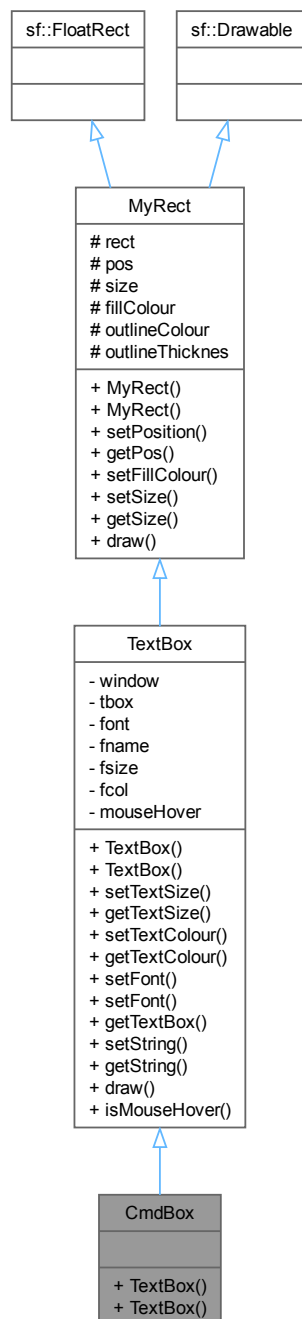 sf::FloatRect
sf::Drawable
MyRect
# rect
# pos
# size
# fillColour
# outlineColour
# outlineThicknes
+ MyRect()
+ MyRect()
+ setPosition()
+ getPos()
+ setFillColour()
+ setSize()
+ getSize()
+ draw()
TextBox
- window
- tbox
- font
- fname
- fsize
- fcol
- mouseHover
+ TextBox()
+ TextBox()
+ setTextSize()
+ getTextSize()
+ setTextColour()
+ getTextColour()
+ setFont()
+ setFont()
+ getTextBox()
+ setString()
+ getString()
+ draw()
+ isMouseHover()
CmdBox
+ TextBox()
+ TextBox()